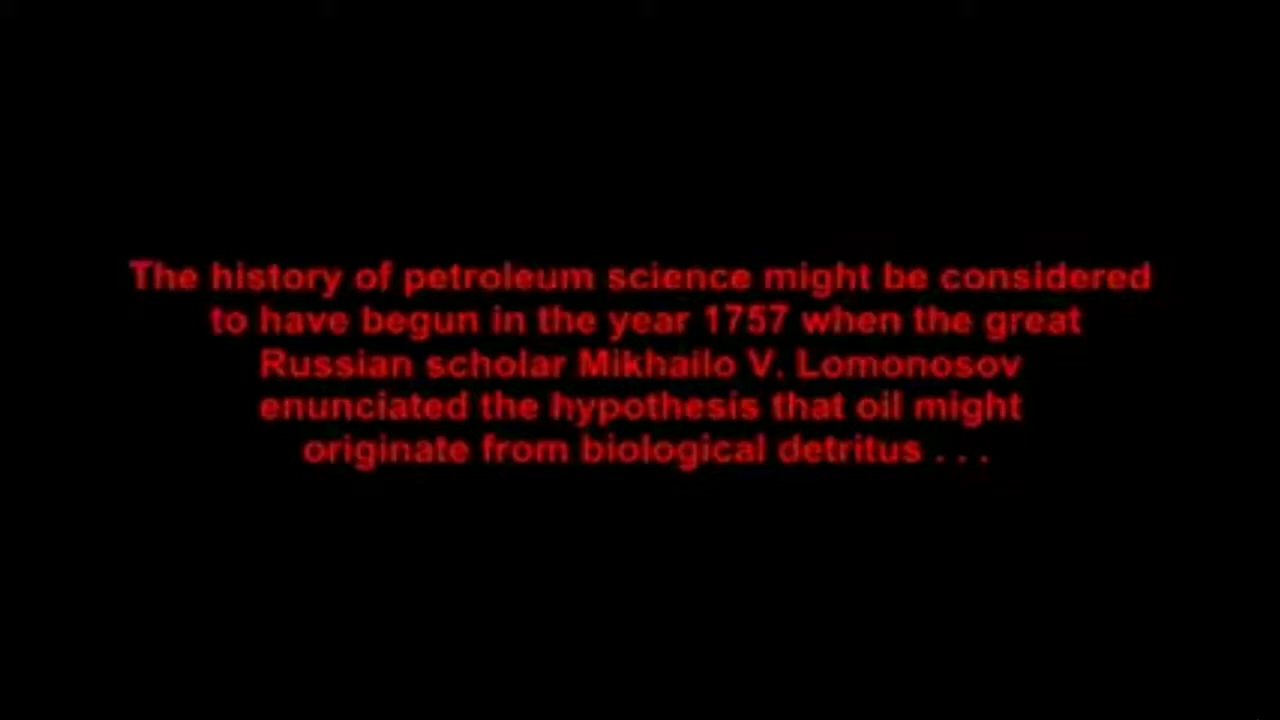 The history of petroleum science might be considered
to have begun in the year 1757 when the great
Russian scholar Mikhailo V. Lomonosov
enunciated the hypothesis that oil might
originate from biological detritus . . .